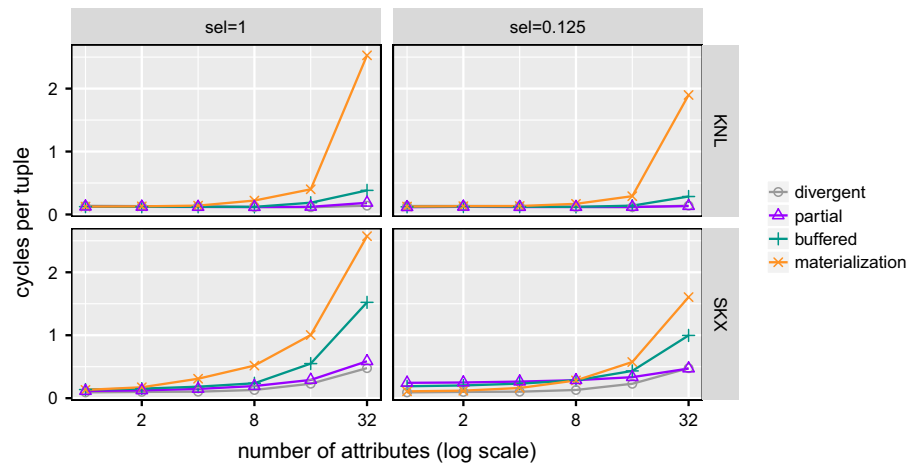 sel=1
sel=0.125
cycles per tuple
2
1
0
KNL
2
1
0
SKX
2
8
32
2
8
32
number of attributes (log scale)
divergent
partial
buffered
materialization